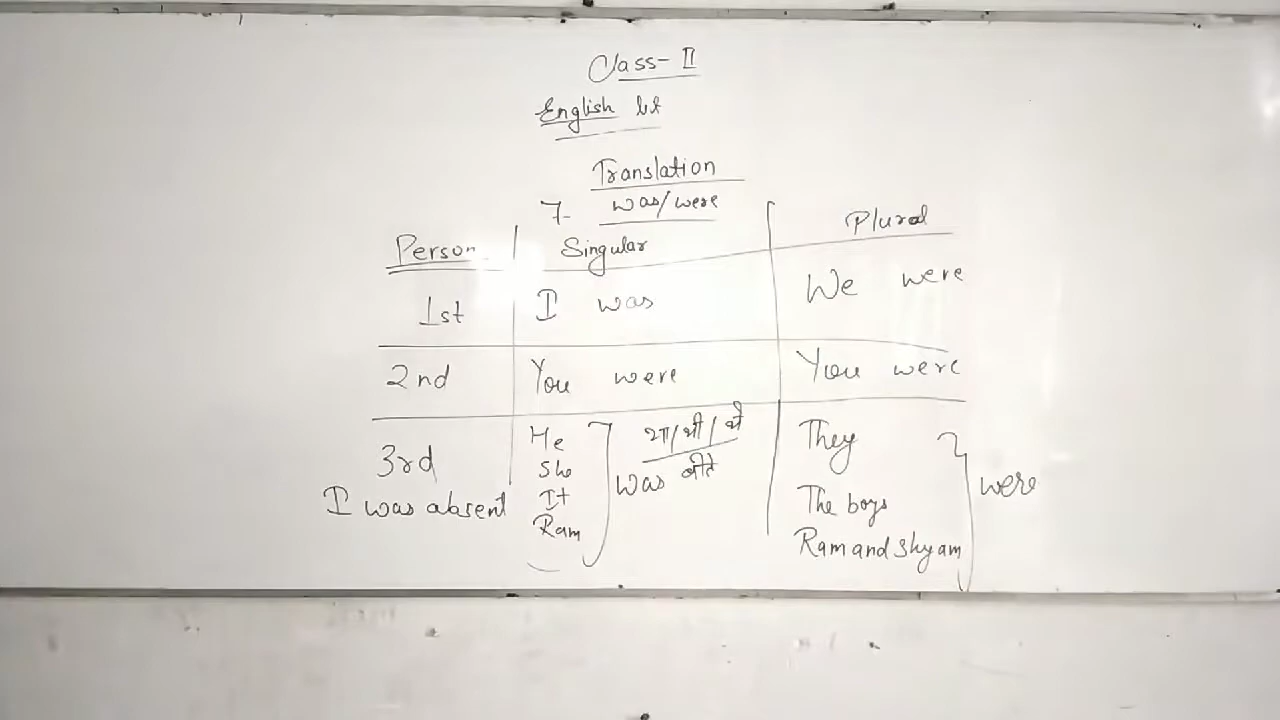 Class- II
English
Translation
7- was/were
Person Singular Plural
1st I was We were
2nd You were You were
3rd He They
She था/थी/थे
It was were
I was absent The boys
Ram Ram and Shyam